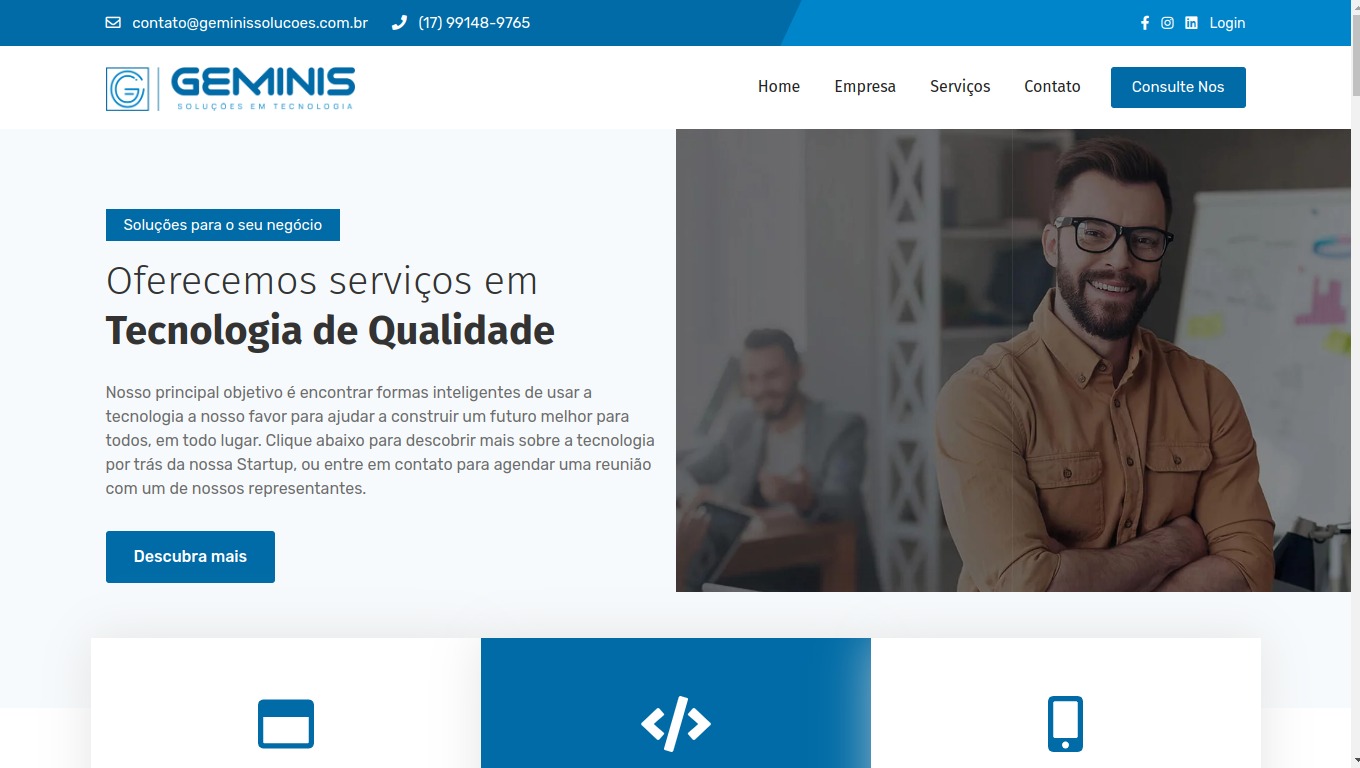 contato@geminissolucoes.com.br (17) 99148-9765 Login
GEMINIS
SOLUÇÕES EM TECNOLOGIA
Home Empresa Serviços Contato Consulte Nos
Soluções para o seu negócio
Oferecemos serviços em
Tecnologia de Qualidade
Nosso principal objetivo é encontrar formas inteligentes de usar a
tecnologia a nosso favor para ajudar a construir um futuro melhor para
todos, em todo lugar. Clique abaixo para descobrir mais sobre a tecnologia
por trás da nossa Startup, ou entre em contato para agendar uma reunião
com um de nossos representantes.
Descubra mais